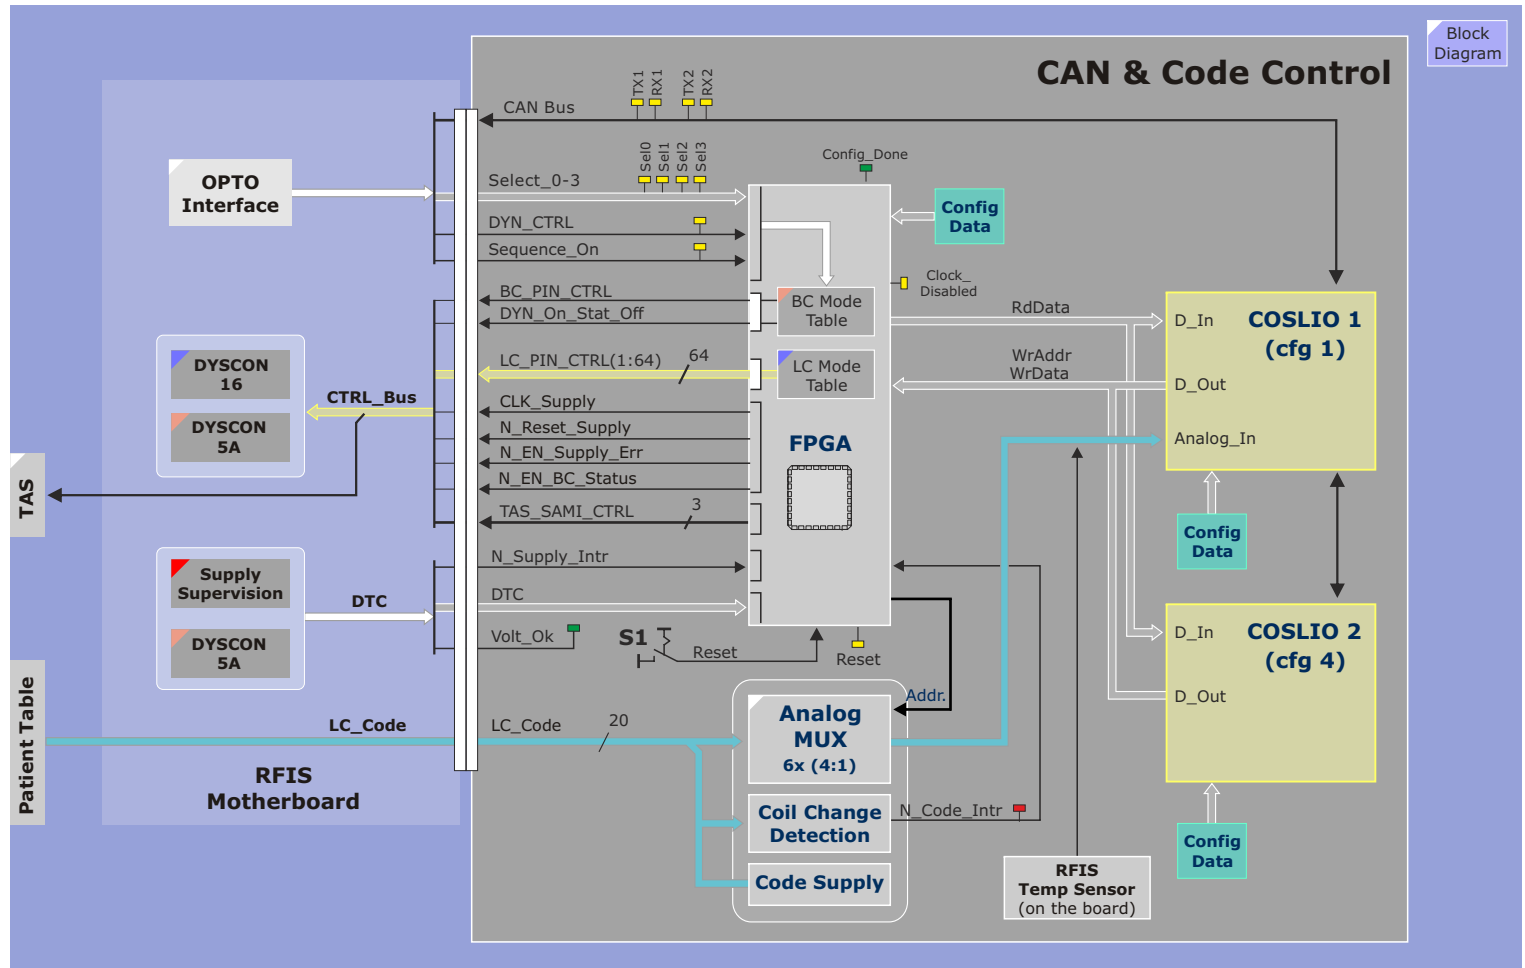 Block
Diagram
CAN & Code Control
TX1
RX1
TX2
RX2
CAN Bus
Sel0
Sel1
Sel2
Sel3
Config_Done
OPTO
Interface
Select_0-3
Config
Data
DYN_CTRL
Sequence_On
Clock_
Disabled
BC_PIN_CTRL
DYN_On_Stat_Off
BC Mode
Table
RdData
D_In
COSLIO 1
(cfg 1)
LC_PIN_CTRL(1:64)
64
LC Mode
Table
WrAddr
WrData
D_Out
DYSCON
16
CTRL_Bus
CLK_Supply
DYSCON
5A
N_Reset_Supply
FPGA
Analog_In
N_EN_Supply_Err
N_EN_BC_Status
TAS
TAS_SAMI_CTRL
3
Config
Data
N_Supply_Intr
Supply
Supervision
DTC
DTC
DYSCON
5A
Volt_Ok
S1
Reset
Reset
D_In
COSLIO 2
(cfg 4)
D_Out
Patient Table
LC_Code
LC_Code
20
Addr.
Analog
MUX
6x (4:1)
RFIS
Motherboard
Coil Change
Detection
N_Code_Intr
Code Supply
RFIS
Temp Sensor
(on the board)
Config
Data